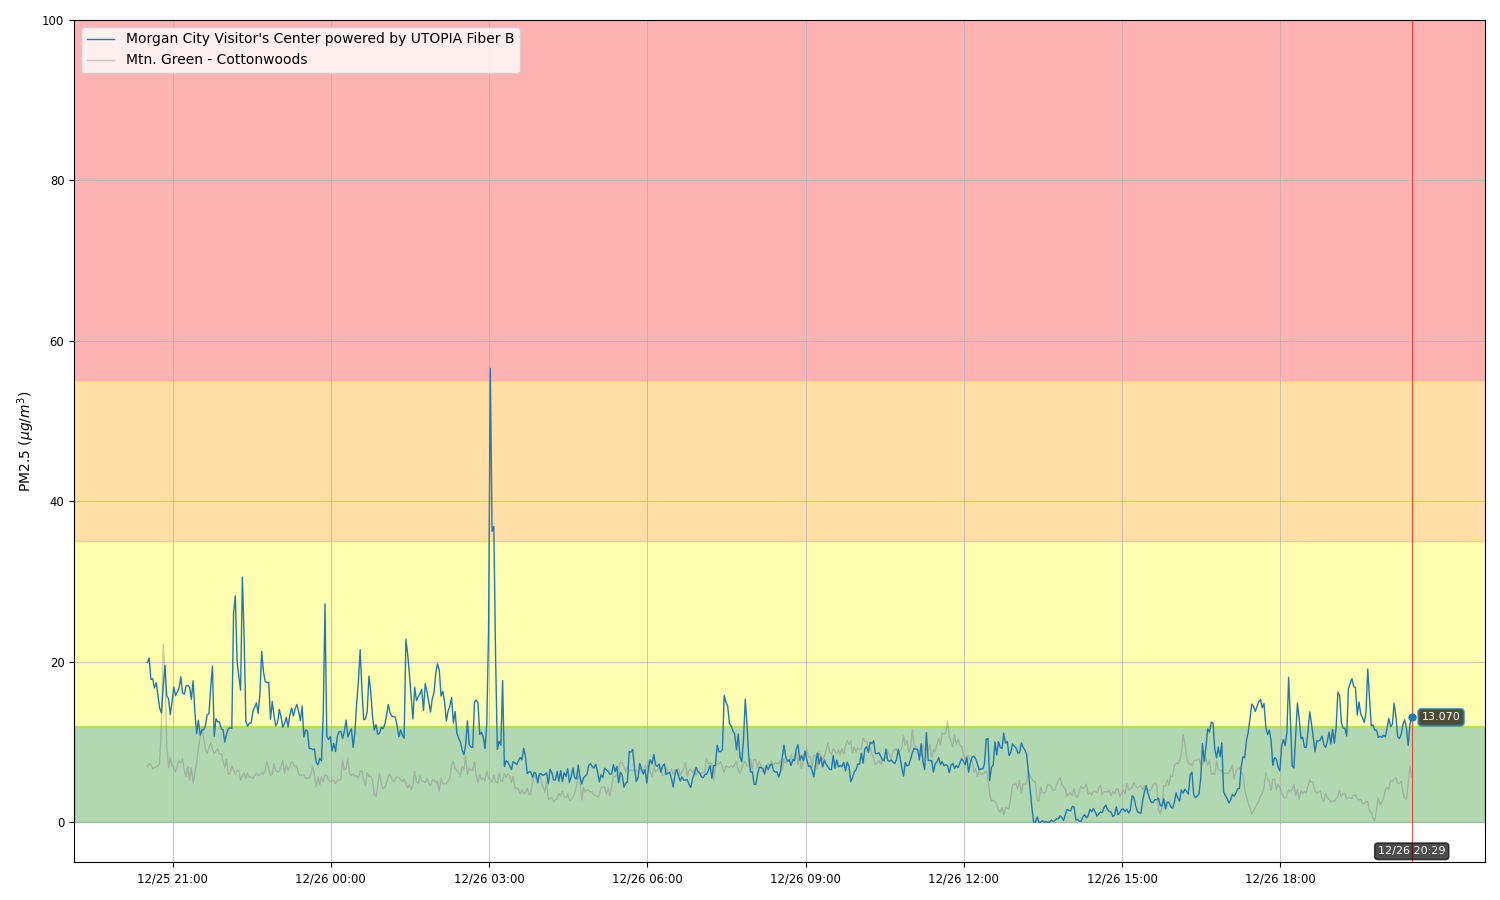 100
Morgan City Visitor's Center powered by UTOPIA Fiber B
Mtn. Green - Cottonwoods
80
60
PM2.5 (μg/m³)
40
20
13.070
0
12/26 20:29
12/25 21:00 12/26 00:00 12/26 03:00 12/26 06:00 12/26 09:00 12/26 12:00 12/26 15:00 12/26 18:00